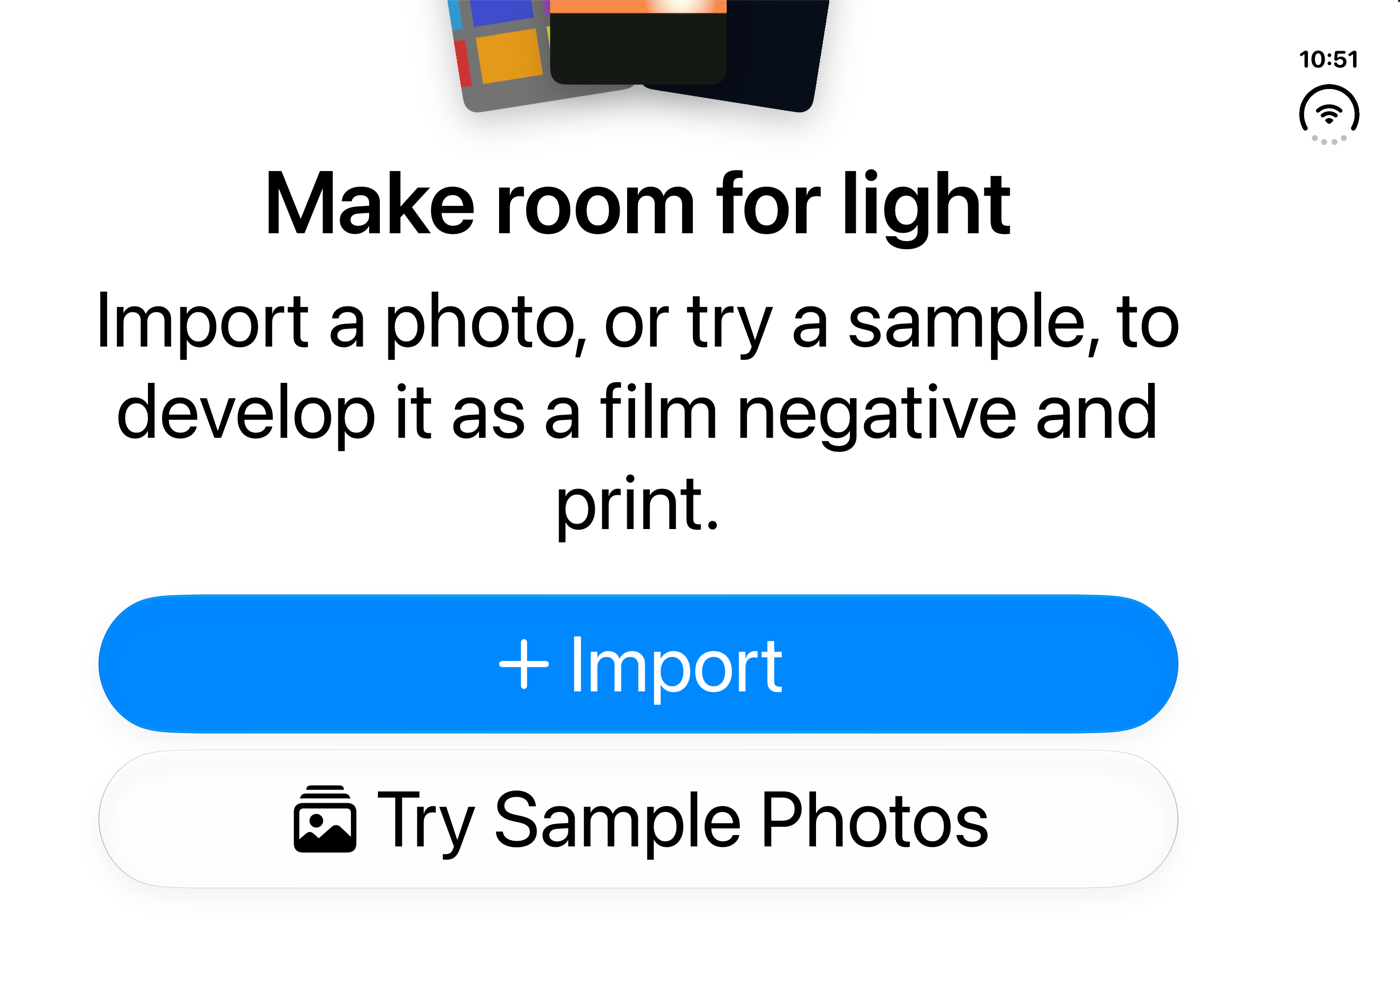 10:51
Make room for light
Import a photo, or try a sample, to
develop it as a film negative and
print.
+ Import
Try Sample Photos